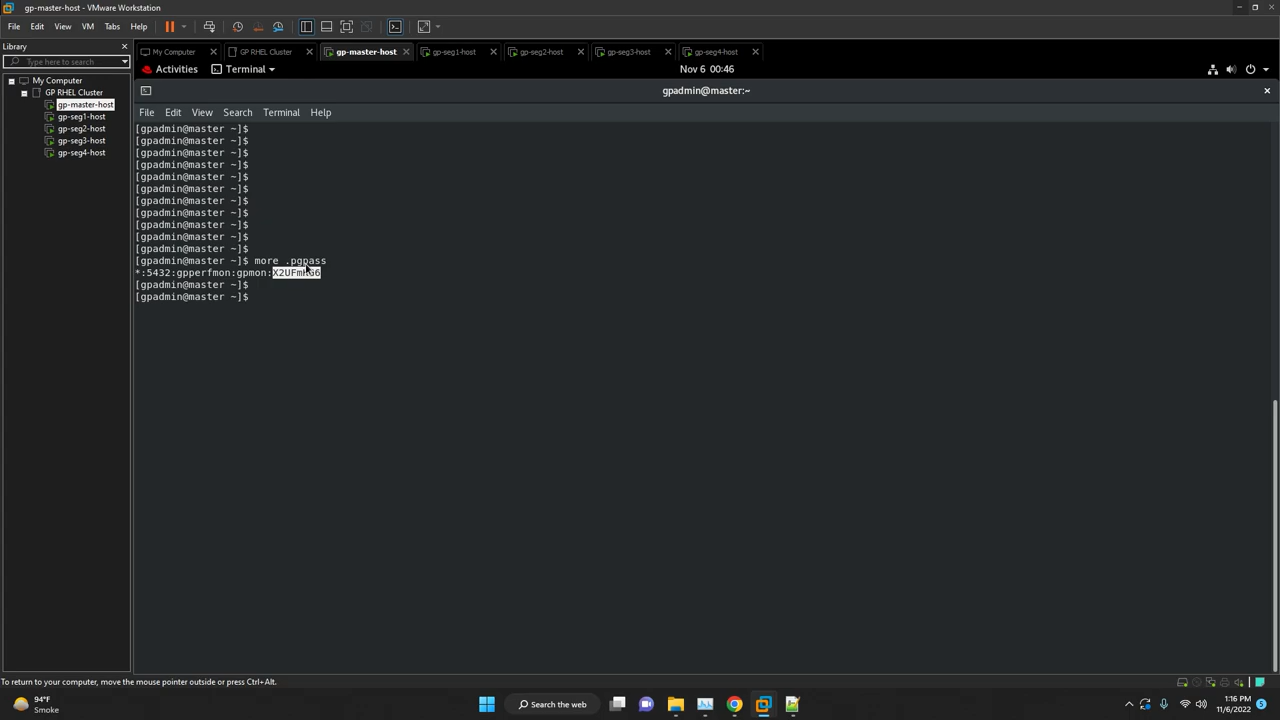 gp-master-host - VMware Workstation
File Edit View VM Tabs Help
Library
Type here to search
My Computer
GP RHEL Cluster
gp-master-host
gp-seg1-host
gp-seg2-host
gp-seg3-host
gp-seg4-host
My Computer GP RHEL Cluster gp-master-host gp-seg1-host gp-seg2-host gp-seg3-host gp-seg4-host
Activities Terminal Nov 6 00:46
gpadmin@master:~
File Edit View Search Terminal Help
[gpadmin@master ~]$
[gpadmin@master ~]$
[gpadmin@master ~]$
[gpadmin@master ~]$
[gpadmin@master ~]$
[gpadmin@master ~]$
[gpadmin@master ~]$
[gpadmin@master ~]$
[gpadmin@master ~]$
[gpadmin@master ~]$
[gpadmin@master ~]$
[gpadmin@master ~]$ more .pgpass
*:5432:gpperfmon:gpmon:
[gpadmin@master ~]$
[gpadmin@master ~]$
To return to your computer, move the mouse pointer outside or press Ctrl+Alt.
94°F
Smoke
Search the web
1:16 PM
11/6/2022
5